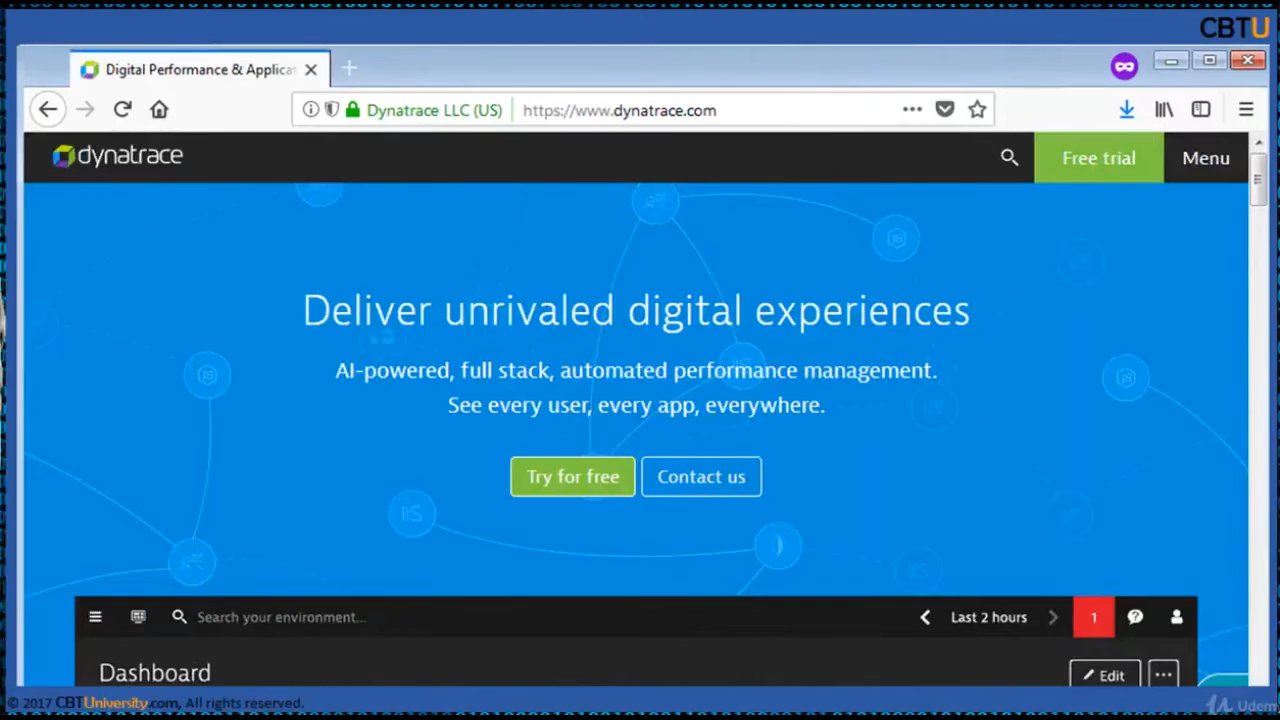 CBTU
Digital Performance & Applicat
Dynatrace LLC (US) https://www.dynatrace.com
dynatrace
Free trial
Menu
Deliver unrivaled digital experiences
AI-powered, full stack, automated performance management.
See every user, every app, everywhere.
Try for free
Contact us
Search your environment...
Last 2 hours
1
Dashboard
Edit
© 2017 CBTUniversity.com, All rights reserved.
Udemy